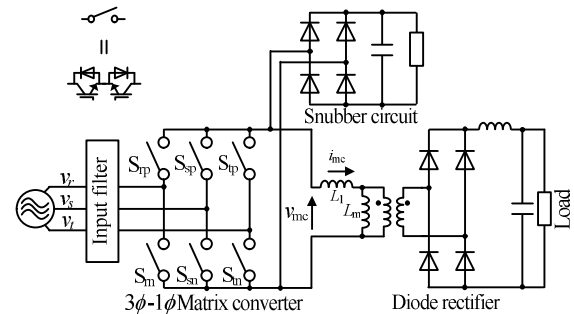 Snubber circuit
S_rp
S_sp
S_tp
i_mc
v_r
v_s
v_t
Input filter
L_l
L_m
v_mc
Load
S_rn
S_sn
S_tn
3ϕ-1ϕMatrix converter
Diode rectifier